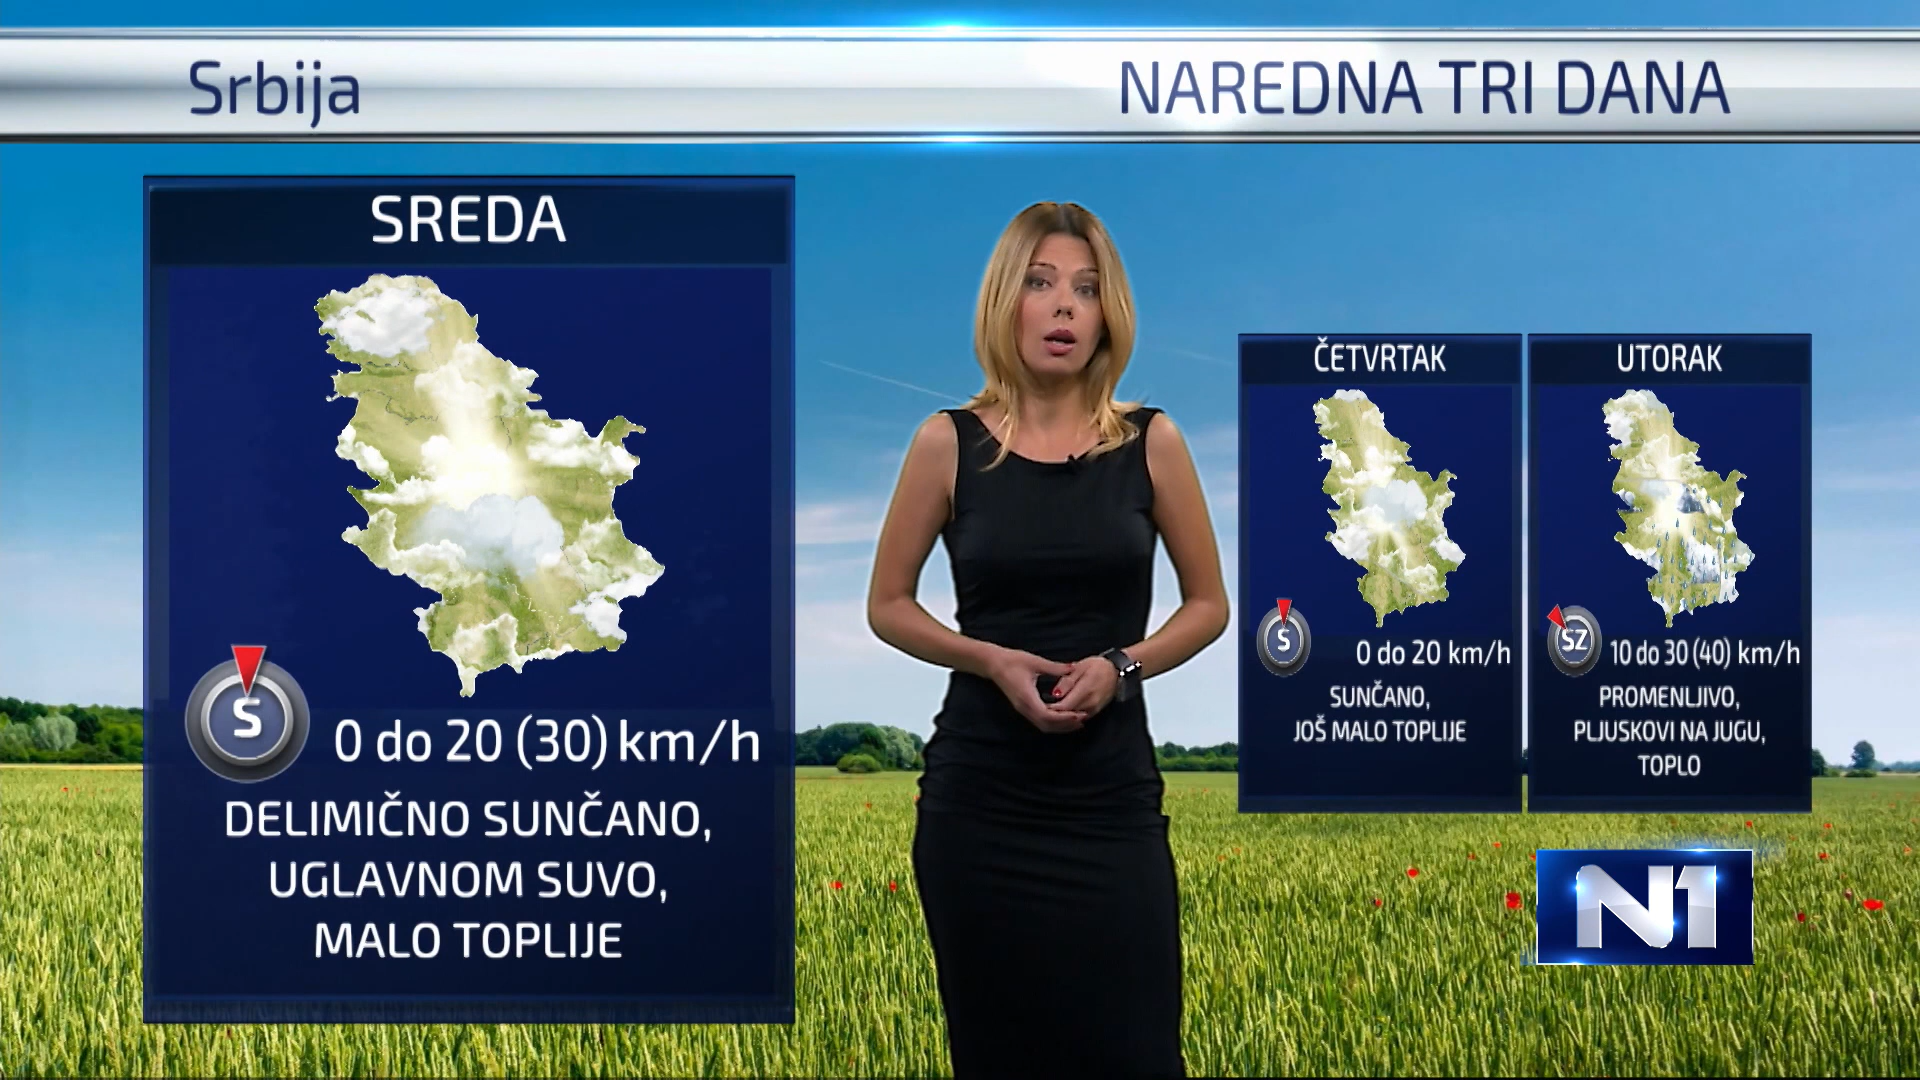 Srbija
NAREDNA TRI DANA
SREDA
S
0 do 20 (30) km/h
DELIMIČNO SUNČANO,
UGLAVNOM SUVO,
MALO TOPLIJE
ČETVRTAK
S
0 do 20 km/h
SUNČANO,
JOŠ MALO TOPLIJE
UTORAK
SZ
10 do 30 (40) km/h
PROMENLJIVO,
PLJUSKOVI NA JUGU,
TOPLO
N1